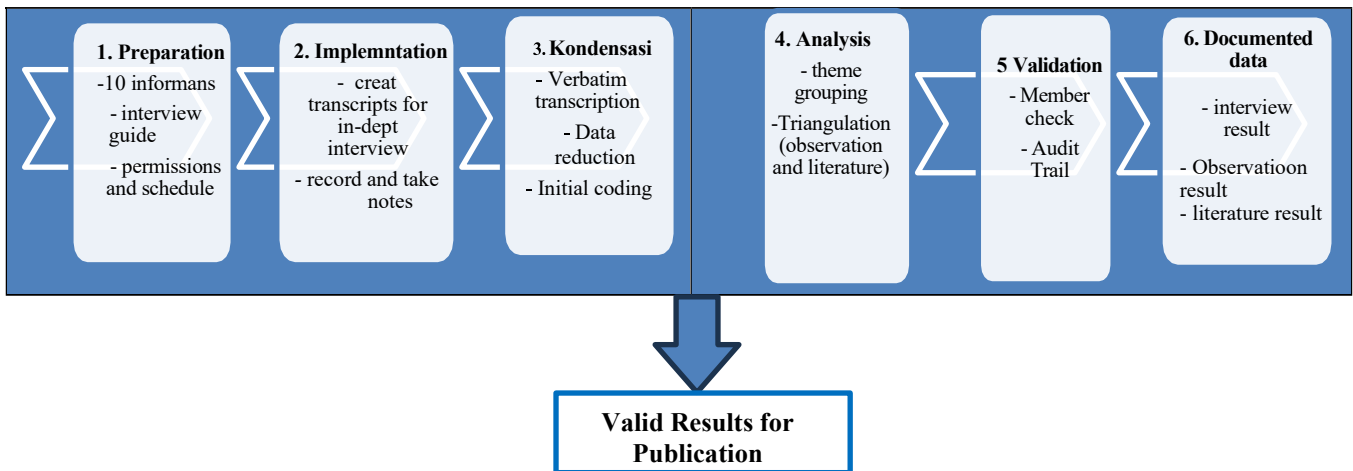 1. Preparation
-10 informans
- interview
guide
- permissions
and schedule
2. Implemntation
- creat
transcripts for
in-dept
interview
- record and take
notes
3. Kondensasi
- Verbatim
transcription
- Data
reduction
- Initial coding
4. Analysis
- theme
grouping
-Triangulation
(observation
and literature)
5 Validation
- Member
check
- Audit
Trail
6. Documented
data
- interview
result
- Observatioon
result
- literature result
Valid Results for
Publication